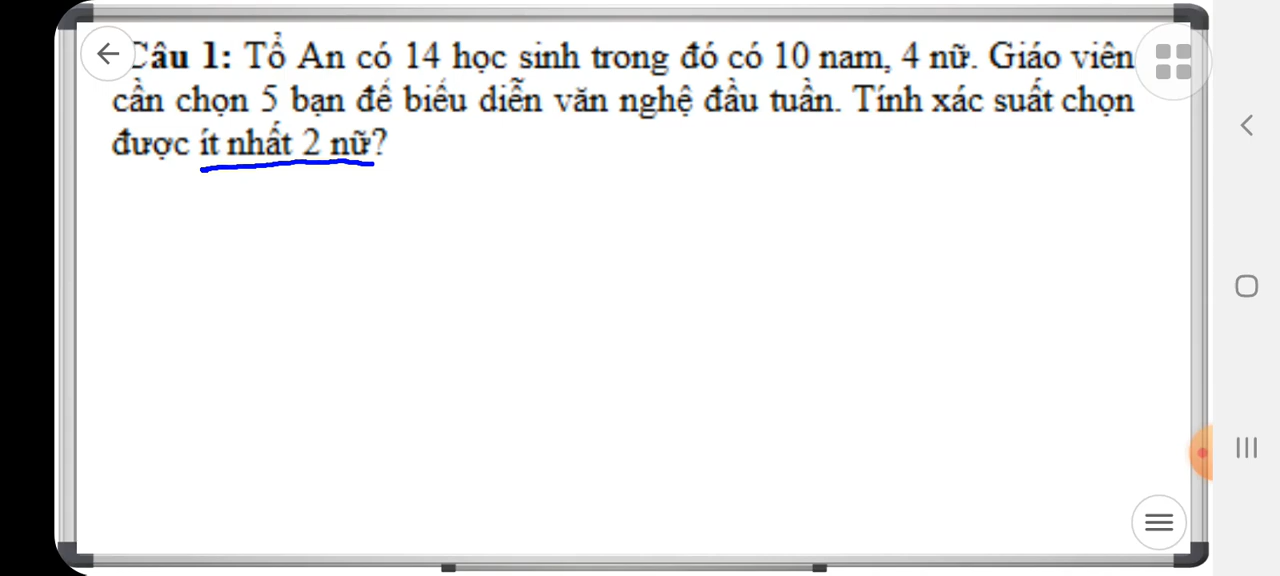 Câu 1: Tổ An có 14 học sinh trong đó có 10 nam, 4 nữ. Giáo viên
cần chọn 5 bạn để biểu diễn văn nghệ đầu tuần. Tính xác suất chọn
được ít nhất 2 nữ?